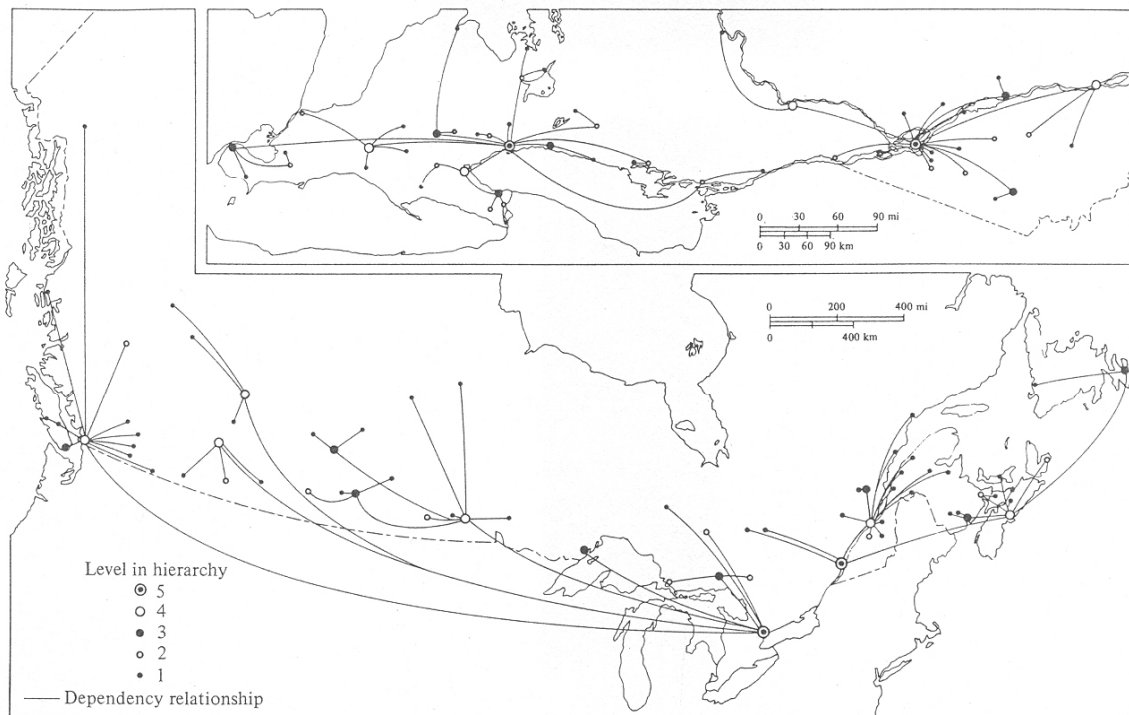 0 30 60 90 mi
0 30 60 90 km
0 200 400 mi
0 400 km
Level in hierarchy
5
4
3
2
1
Dependency relationship